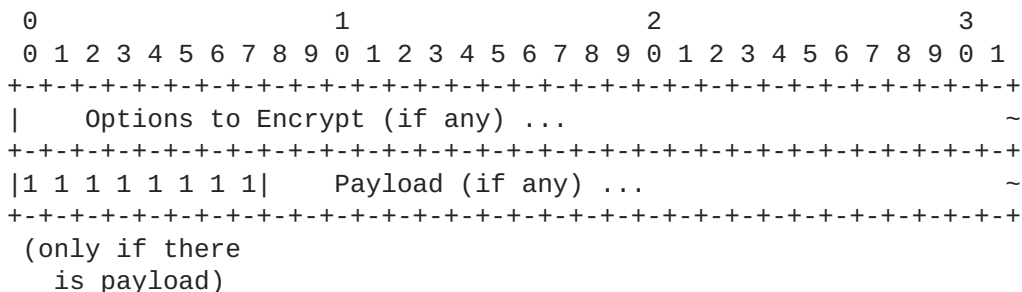 0                   1                   2                   3
 0 1 2 3 4 5 6 7 8 9 0 1 2 3 4 5 6 7 8 9 0 1 2 3 4 5 6 7 8 9 0 1
+-+-+-+-+-+-+-+-+-+-+-+-+-+-+-+-+-+-+-+-+-+-+-+-+-+-+-+-+-+-+-+-+
|    Options to Encrypt (if any) ...                            ~
+-+-+-+-+-+-+-+-+-+-+-+-+-+-+-+-+-+-+-+-+-+-+-+-+-+-+-+-+-+-+-+-+
|1 1 1 1 1 1 1 1|    Payload (if any) ...                       ~
+-+-+-+-+-+-+-+-+-+-+-+-+-+-+-+-+-+-+-+-+-+-+-+-+-+-+-+-+-+-+-+-+
 (only if there
   is payload)